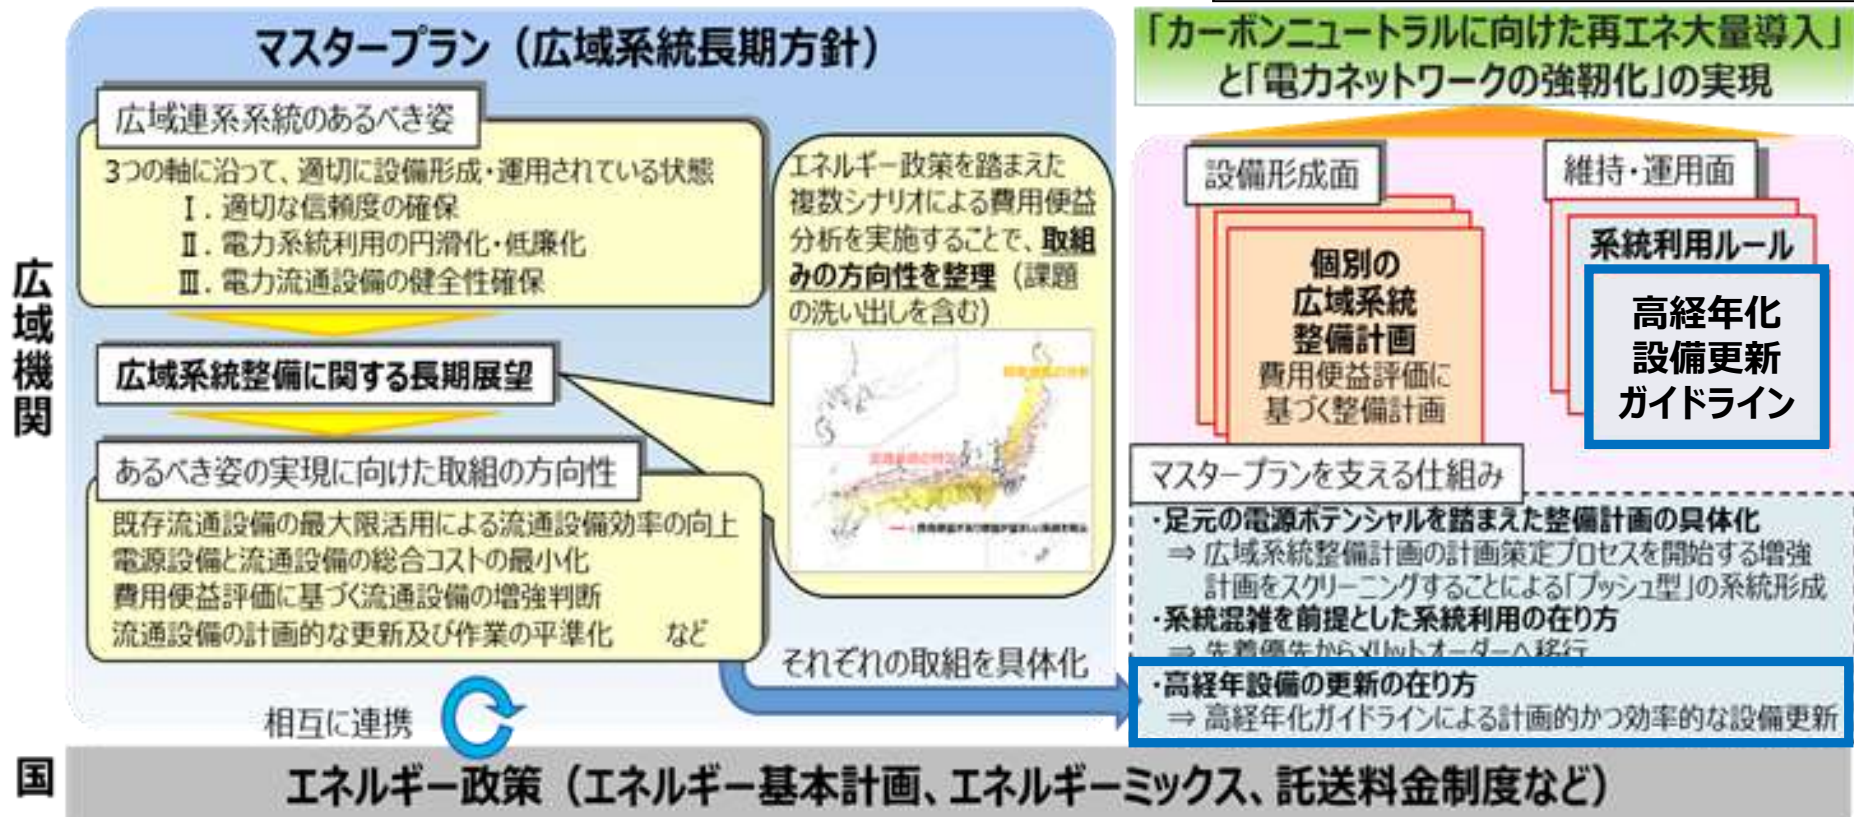 マスタープラン（広域系統長期方針）
広域連系系統のあるべき姿
3つの軸に沿って、適切に設備形成・運用されている状態
Ⅰ．適切な信頼度の確保
Ⅱ．電力系統利用の円滑化・低廉化
Ⅲ．電力流通設備の健全性確保
広域系統整備に関する長期展望
あるべき姿の実現に向けた取組の方向性
既存流通設備の最大限活用による流通設備効率の向上
電源設備と流通設備の総合コストの最小化
費用便益評価に基づく流通設備の増強判断
流通設備の計画的な更新及び作業の平準化　など
エネルギー政策を踏まえた
複数シナリオによる費用便益
分析を実施することで、取組
みの方向性を整理（課題
の洗い出しを含む）
それぞれの取組を具体化
相互に連携
広域機関
「カーボンニュートラルに向けた再エネ大量導入」
と「電力ネットワークの強靭化」の実現
設備形成面
個別の
広域系統
整備計画
費用便益評価に
基づく整備計画
維持・運用面
系統利用ルール
高経年化
設備更新
ガイドライン
マスタープランを支える仕組み
・足元の電源ポテンシャルを踏まえた整備計画の具体化
⇒ 広域系統整備計画の計画策定プロセスを開始する増強
計画をスクリーニングすることによる「プッシュ型」の系統形成
・系統混雑を前提とした系統利用の在り方
⇒ 先着優先からメリットオーダーへ移行
・高経年設備の更新の在り方
⇒ 高経年化ガイドラインによる計画的かつ効率的な設備更新
国
エネルギー政策（エネルギー基本計画、エネルギーミックス、託送料金制度など）